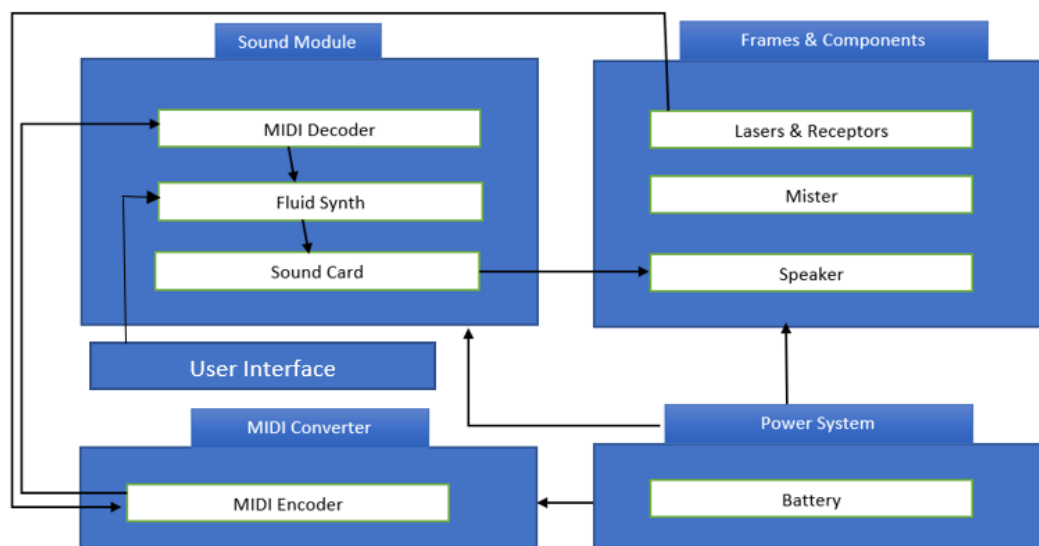 Sound Module
MIDI Decoder
Fluid Synth
Sound Card
User Interface
MIDI Converter
MIDI Encoder
Frames & Components
Lasers & Receptors
Mister
Speaker
Power System
Battery